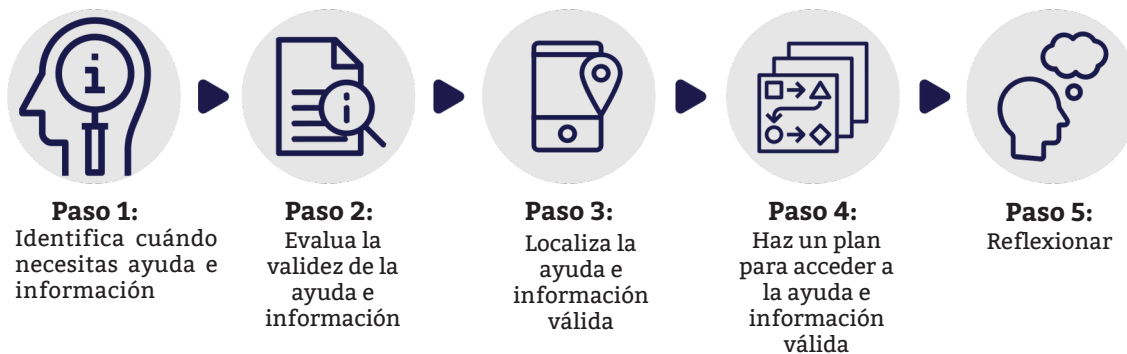 Paso 1:
Identifica cuándo
necesitas ayuda e
información
Paso 2:
Evalua la
validez de la
ayuda e
información
Paso 3:
Localiza la
ayuda e
información
válida
Paso 4:
Haz un plan
para acceder a
la ayuda e
información
válida
Paso 5:
Reflexionar